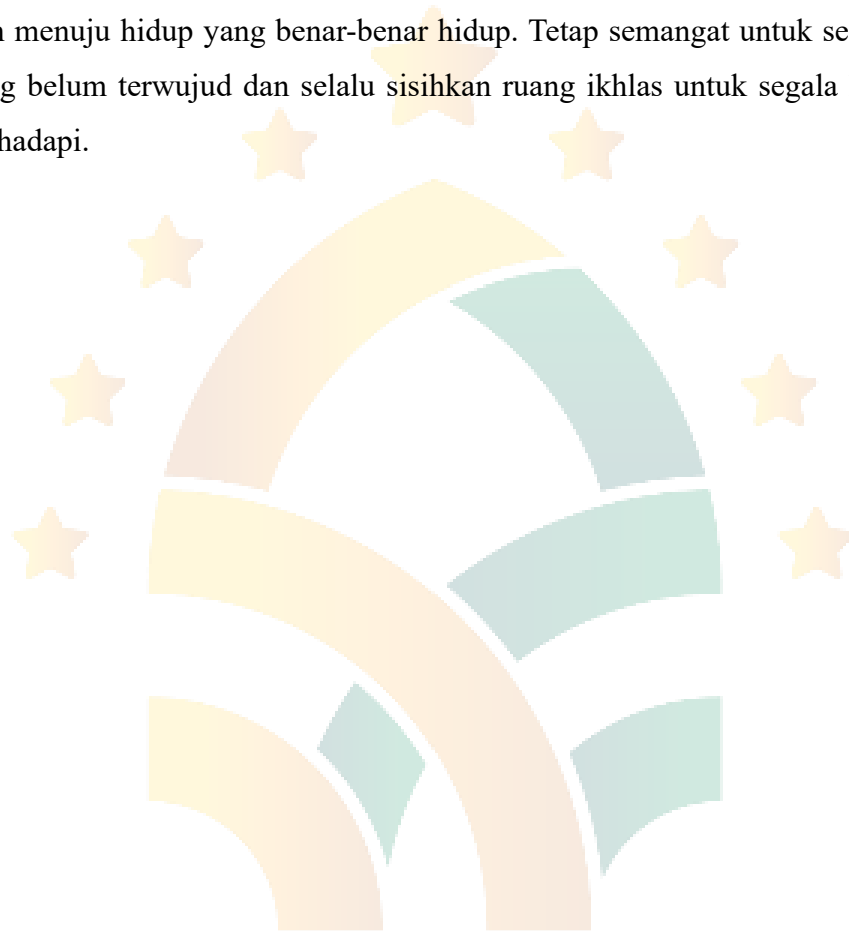 menuju hidup yang benar-benar hidup. Tetap semangat untuk
belum terwujud dan selalu sisihkan ruang ikhlas untuk segala
hadapi.